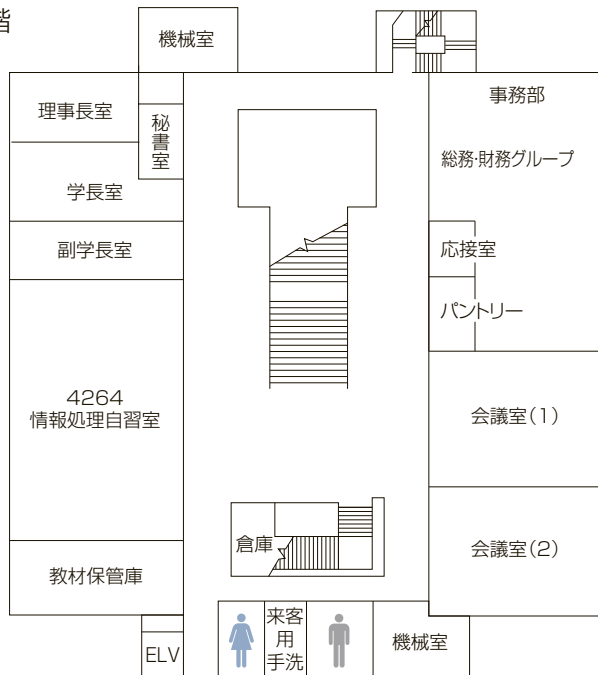 階
機械室
理事長室
秘書室
事務部
総務・財務グループ
学長室
副学長室
応接室
パントリー
4264
情報処理自習室
会議室(1)
倉庫
会議室(2)
教材保管庫
来客
用
手洗
機械室
ELV